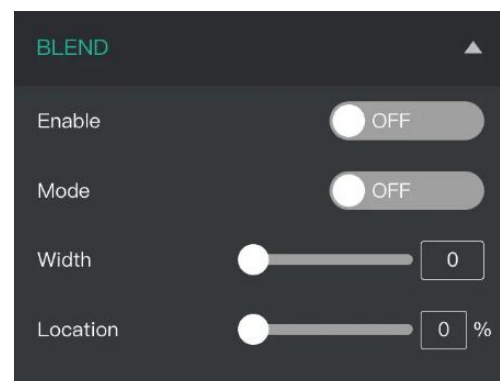 BLEND
Enable OFF
Mode OFF
Width 0
Location 0 %